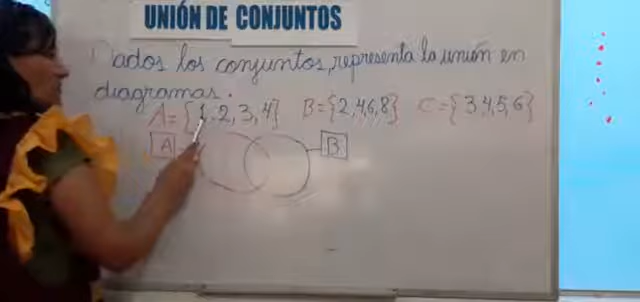 UNIÓN DE CONJUNTOS
Dados los conjuntos, representa la unión en
diagramas.
A={1,2,3,4} B={2,4,6,8} C={3,4,5,6}
A B